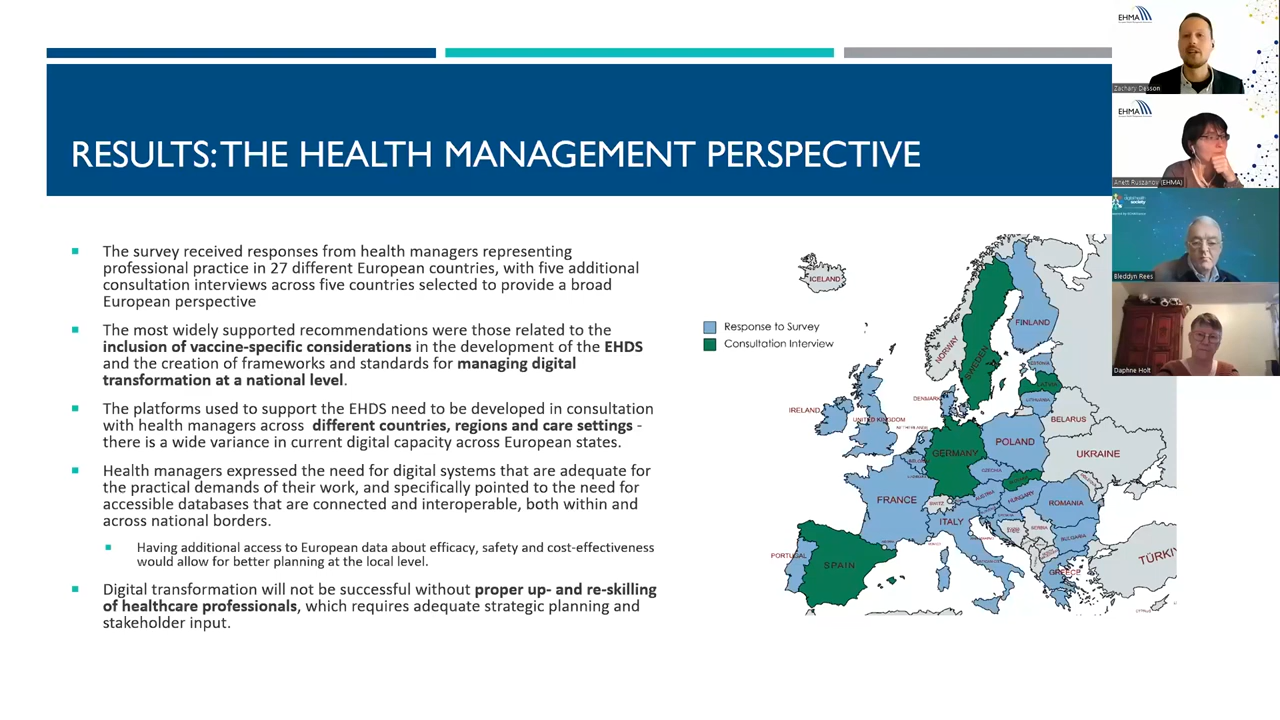 RESULTS: THE HEALTH MANAGEMENT PERSPECTIVE
The survey received responses from health managers representing
professional practice in 27 different European countries, with five additional
consultation interviews across five countries selected to provide a broad
European perspective
The most widely supported recommendations were those related to the
inclusion of vaccine-specific considerations in the development of the EHDS
and the creation of frameworks and standards for managing digital
transformation at a national level.
The platforms used to support the EHDS need to be developed in consultation
with health managers across different countries, regions and care settings -
there is a wide variance in current digital capacity across European states.
Health managers expressed the need for digital systems that are adequate for
the practical demands of their work, and specifically pointed to the need for
accessible databases that are connected and interoperable, both within and
across national borders.
Having additional access to European data about efficacy, safety and cost-effectiveness
would allow for better planning at the local level.
Digital transformation will not be successful without proper up- and re-skilling
of healthcare professionals, which requires adequate strategic planning and
stakeholder input.
Response to Survey
Consultation Interview
ICELAND
FINLAND
NORWAY
SWEDEN
ESTONIA
LATVIA
LITHUANIA
DENMARK
IRELAND
UNITED KINGDOM
BELARUS
POLAND
GERMANY
UKRAINE
CZECHIA
FRANCE
AUSTRIA
HUNGARY
ROMANIA
ITALY
SERBIA
BULGARIA
PORTUGAL
SPAIN
GREECE
TÜRKI
EHMA
Zachary Desson
EHMA
Anett Ruszanov (EHMA)
digitalhealth
society
Bleddyn Rees
Daphne Holt